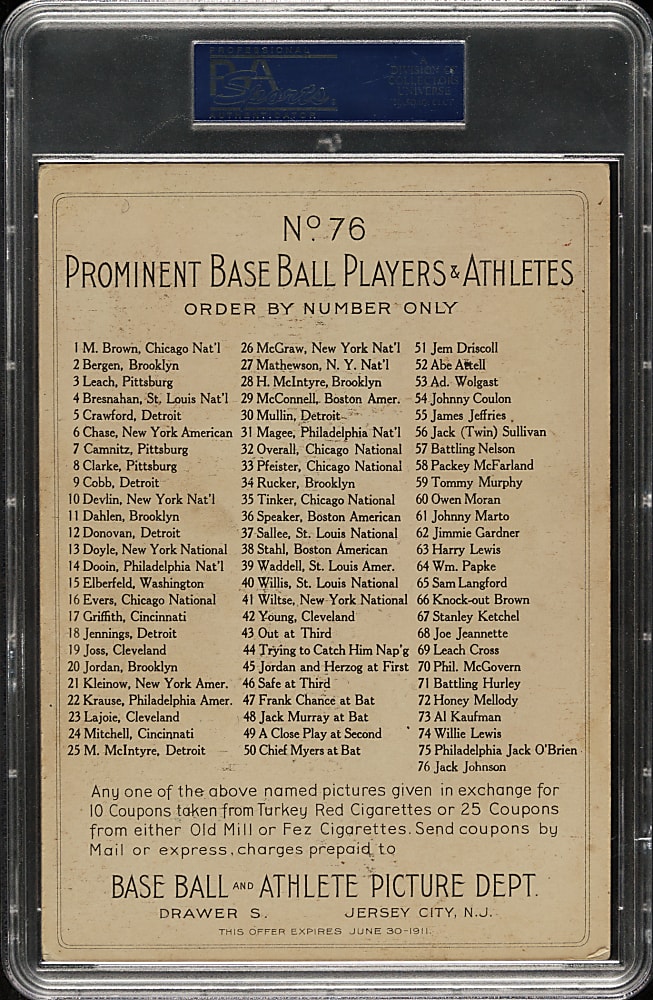 PROFESSIONAL
PSA
Sports
AUTHENTICATOR
A DIVISION OF
COLLECTORS
UNIVERSE
Nº 76
PROMINENT BASE BALL PLAYERS & ATHLETES
ORDER BY NUMBER ONLY
1 M. Brown, Chicago Nat'l
2 Bergen, Brooklyn
3 Leach, Pittsburg
4 Bresnahan, St. Louis Nat'l
5 Crawford, Detroit
6 Chase, New York American
7 Camnitz, Pittsburg
8 Clarke, Pittsburg
9 Cobb, Detroit
10 Devlin, New York Nat'l
11 Dahlen, Brooklyn
12 Donovan, Detroit
13 Doyle, New York National
14 Dooin, Philadelphia Nat'l
15 Elberfeld, Washington
16 Evers, Chicago National
17 Griffith, Cincinnati
18 Jennings, Detroit
19 Joss, Cleveland
20 Jordan, Brooklyn
21 Kleinow, New York Amer.
22 Krause, Philadelphia Amer.
23 Lajoie, Cleveland
24 Mitchell, Cincinnati
25 M. McIntyre, Detroit
26 McGraw, New York Nat'l
27 Mathewson, N. Y. Nat'l
28 H. McIntyre, Brooklyn
29 McConnell, Boston Amer.
30 Mullin, Detroit
31 Magee, Philadelphia Nat'l
32 Overall, Chicago National
33 Pfeister, Chicago National
34 Rucker, Brooklyn
35 Tinker, Chicago National
36 Speaker, Boston American
37 Sallee, St. Louis National
38 Stahl, Boston American
39 Waddell, St. Louis Amer.
40 Willis, St. Louis National
41 Wiltse, New York National
42 Young, Cleveland
43 Out at Third
44 Trying to Catch Him Nap'g
45 Jordan and Herzog at First
46 Safe at Third
47 Frank Chance at Bat
48 Jack Murray at Bat
49 A Close Play at Second
50 Chief Myers at Bat
51 Jem Driscoll
52 Abe Attell
53 Ad. Wolgast
54 Johnny Coulon
55 James Jeffries
56 Jack (Twin) Sullivan
57 Battling Nelson
58 Packey McFarland
59 Tommy Murphy
60 Owen Moran
61 Johnny Marto
62 Jimmie Gardner
63 Harry Lewis
64 Wm. Papke
65 Sam Langford
66 Knock-out Brown
67 Stanley Ketchel
68 Joe Jeannette
69 Leach Cross
70 Phil. McGovern
71 Battling Hurley
72 Honey Mellody
73 Al Kaufman
74 Willie Lewis
75 Philadelphia Jack O'Brien
76 Jack Johnson
Any one of the above named pictures given in exchange for
10 Coupons taken from Turkey Red Cigarettes or 25 Coupons
from either Old Mill or Fez Cigarettes. Send coupons by
Mail or express, charges prepaid, to
BASE BALL AND ATHLETE PICTURE DEPT.
DRAWER S. JERSEY CITY, N.J.
THIS OFFER EXPIRES JUNE 30-1911.